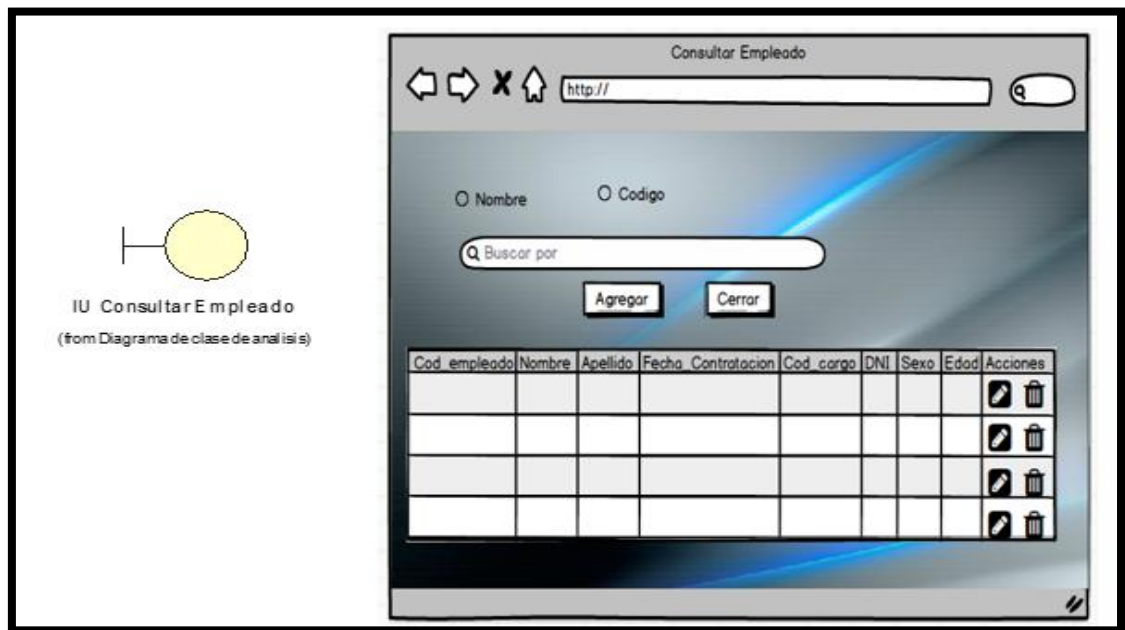 Consultar Empleado
http://
Nombre
Codigo
Buscar por
Agregar
Cerrar
Cod_empleado Nombre Apellido Fecha_Contratacion Cod_cargo DNI Sexo Edad Acciones
IU Consultar Empleado
(from Diagrama de clase de analisis)